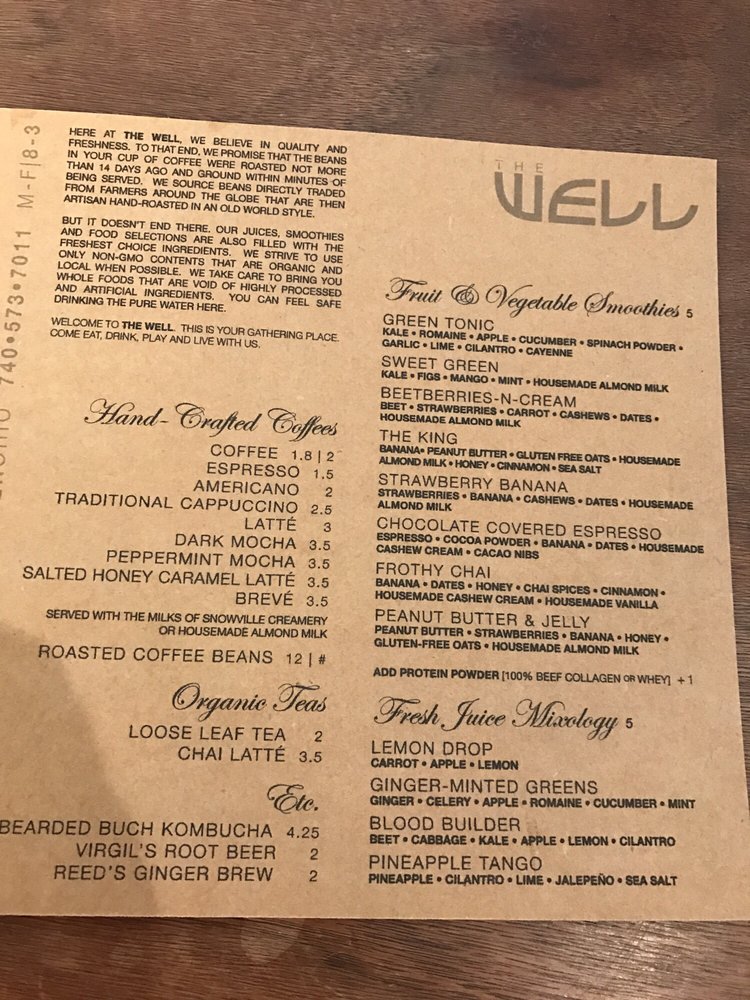 HERE AT THE WELL, WE BELIEVE IN QUALITY AND
FRESHNESS. TO THAT END, WE PROMISE THAT THE BEANS
IN YOUR CUP OF COFFEE WERE ROASTED NOT MORE
THAN 14 DAYS AGO AND GROUND WITHIN MINUTES OF
BEING SERVED. WE SOURCE BEANS DIRECTLY TRADED
FROM FARMERS AROUND THE GLOBE THAT ARE THEN
ARTISAN HAND-ROASTED IN AN OLD WORLD STYLE.
BUT IT DOESN'T END THERE. OUR JUICES, SMOOTHIES
AND FOOD SELECTIONS ARE ALSO FILLED WITH THE
FRESHEST CHOICE INGREDIENTS. WE STRIVE TO USE
ONLY NON-GMO CONTENTS THAT ARE ORGANIC AND
LOCAL WHEN POSSIBLE. WE TAKE CARE TO BRING YOU
WHOLE FOODS THAT ARE VOID OF HIGHLY PROCESSED
AND ARTIFICIAL INGREDIENTS. YOU CAN FEEL SAFE
DRINKING THE PURE WATER HERE.
WELCOME TO THE WELL. THIS IS YOUR GATHERING PLACE.
COME EAT, DRINK, PLAY AND LIVE WITH US.
740•573•7011 M-F|8-3
Hand-Crafted Coffees
COFFEE 1.8 | 2
ESPRESSO 1.5
AMERICANO 2
TRADITIONAL CAPPUCCINO 2.5
LATTÉ 3
DARK MOCHA 3.5
PEPPERMINT MOCHA 3.5
SALTED HONEY CARAMEL LATTÉ 3.5
BREVÉ 3.5
SERVED WITH THE MILKS OF SNOWVILLE CREAMERY
OR HOUSEMADE ALMOND MILK
ROASTED COFFEE BEANS 12 | #
Organic Teas
LOOSE LEAF TEA 2
CHAI LATTÉ 3.5
Etc.
BEARDED BUCH KOMBUCHA 4.25
VIRGIL'S ROOT BEER 2
REED'S GINGER BREW 2
THE
WELL
Fruit & Vegetable Smoothies 5
GREEN TONIC
KALE • ROMAINE • APPLE • CUCUMBER • SPINACH POWDER •
GARLIC • LIME • CILANTRO • CAYENNE
SWEET GREEN
KALE • FIGS • MANGO • MINT • HOUSEMADE ALMOND MILK
BEETBERRIES-N-CREAM
BEET • STRAWBERRIES • CARROT • CASHEWS • DATES •
HOUSEMADE ALMOND MILK
THE KING
BANANA• PEANUT BUTTER • GLUTEN FREE OATS • HOUSEMADE
ALMOND MILK • HONEY • CINNAMON • SEA SALT
STRAWBERRY BANANA
STRAWBERRIES • BANANA • CASHEWS • DATES • HOUSEMADE
ALMOND MILK
CHOCOLATE COVERED ESPRESSO
ESPRESSO • COCOA POWDER • BANANA • DATES • HOUSEMADE
CASHEW CREAM • CACAO NIBS
FROTHY CHAI
BANANA • DATES • HONEY • CHAI SPICES • CINNAMON •
HOUSEMADE CASHEW CREAM • HOUSEMADE VANILLA
PEANUT BUTTER & JELLY
PEANUT BUTTER • STRAWBERRIES • BANANA • HONEY •
GLUTEN-FREE OATS • HOUSEMADE ALMOND MILK
ADD PROTEIN POWDER [100% BEEF COLLAGEN OR WHEY] + 1
Fresh Juice Mixology 5
LEMON DROP
CARROT • APPLE • LEMON
GINGER-MINTED GREENS
GINGER • CELERY • APPLE • ROMAINE • CUCUMBER • MINT
BLOOD BUILDER
BEET • CABBAGE • KALE • APPLE • LEMON • CILANTRO
PINEAPPLE TANGO
PINEAPPLE • CILANTRO • LIME • JALEPEÑO • SEA SALT